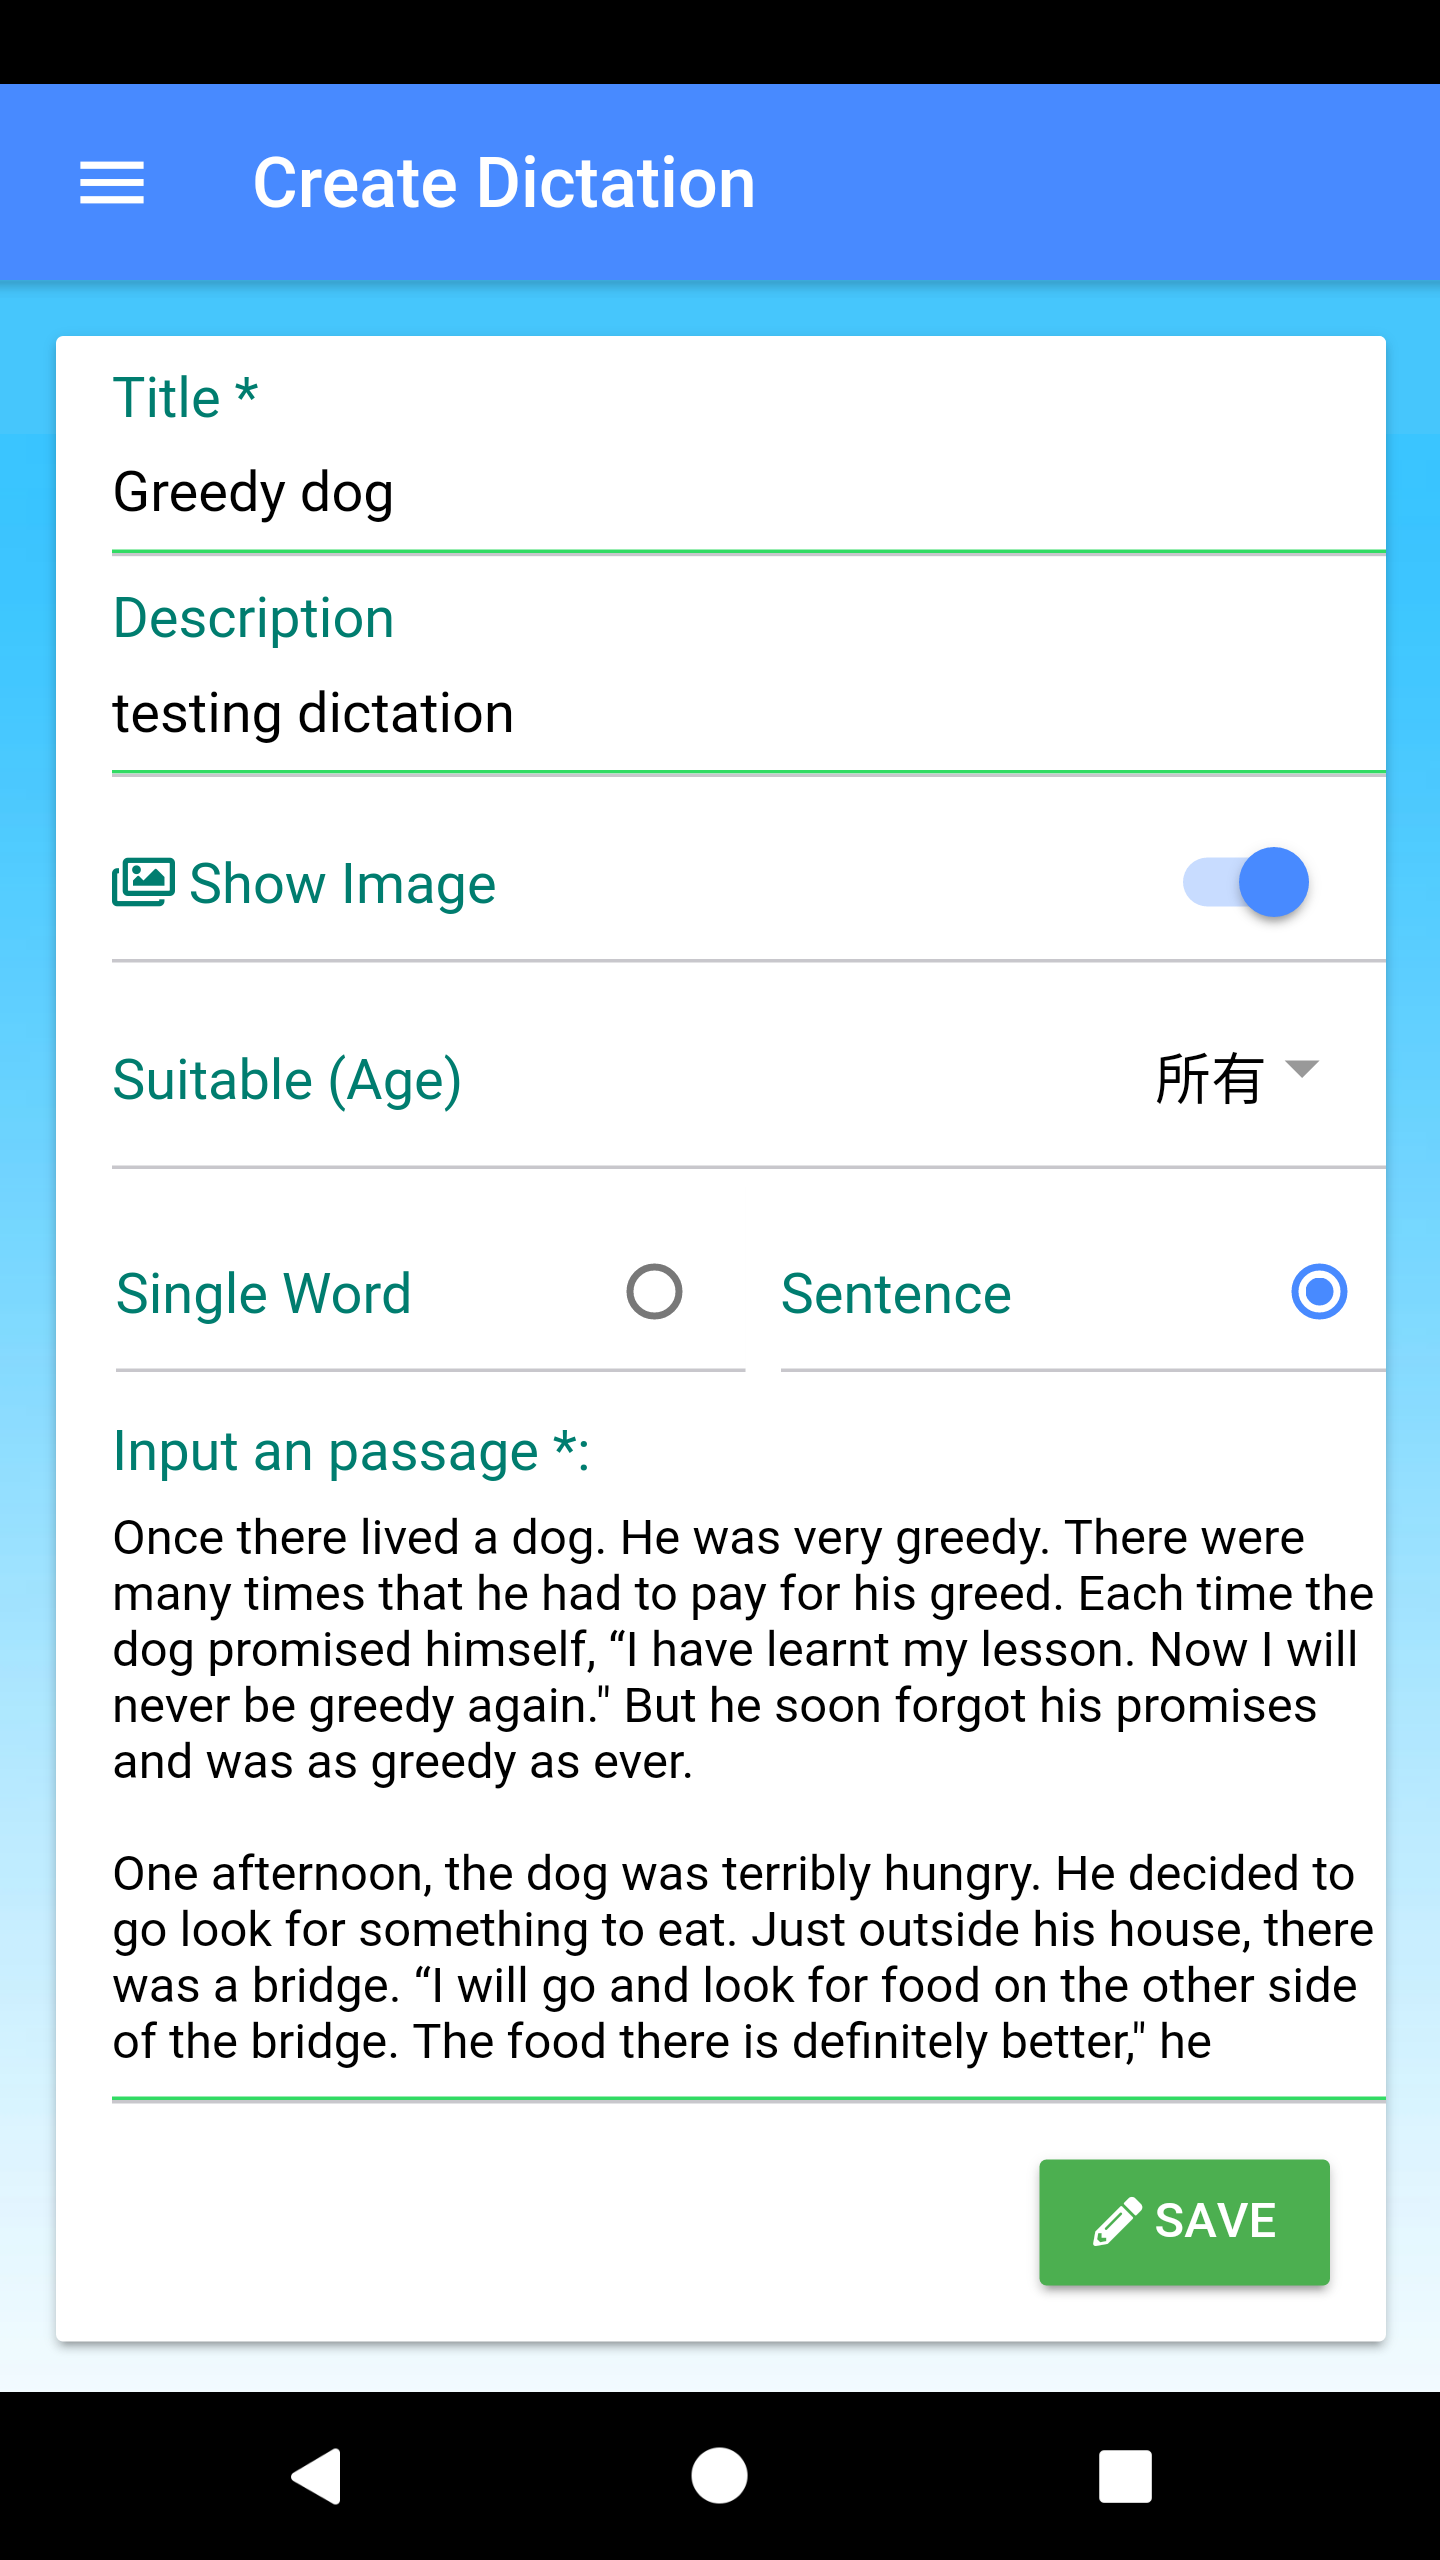 Create Dictation
Title *
Greedy dog
Description
testing dictation
Show Image
Suitable (Age)
所有
Single Word
Sentence
Input an passage *:
Once there lived a dog. He was very greedy. There were
many times that he had to pay for his greed. Each time the
dog promised himself, “I have learnt my lesson. Now I will
never be greedy again." But he soon forgot his promises
and was as greedy as ever.
One afternoon, the dog was terribly hungry. He decided to
go look for something to eat. Just outside his house, there
was a bridge. “I will go and look for food on the other side
of the bridge. The food there is definitely better," he
SAVE